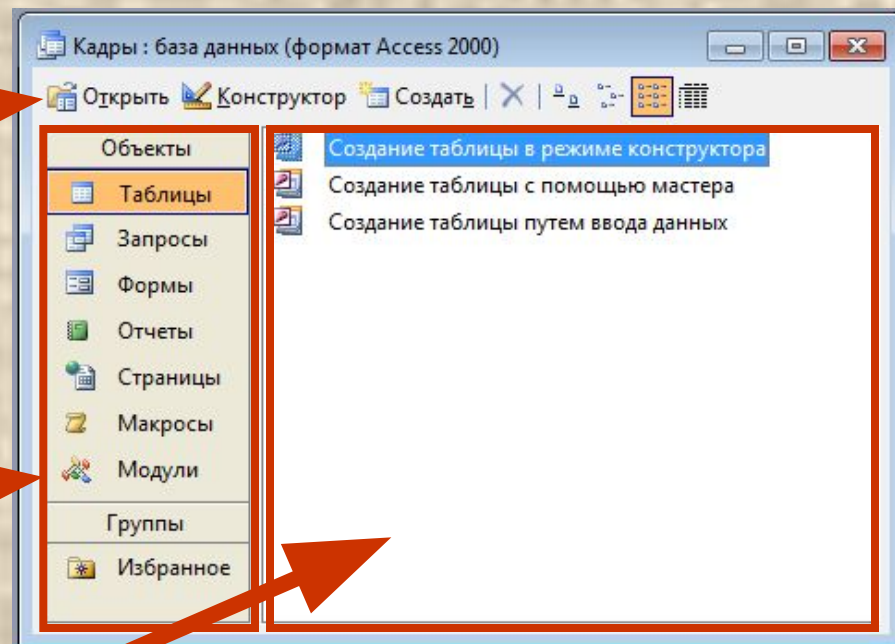 Кадры : база данных (формат Access 2000)
Открыть Конструктор Создать
Объекты
Таблицы
Запросы
Формы
Отчеты
Страницы
Макросы
Модули
Группы
Избранное
Создание таблицы в режиме конструктора
Создание таблицы с помощью мастера
Создание таблицы путем ввода данных